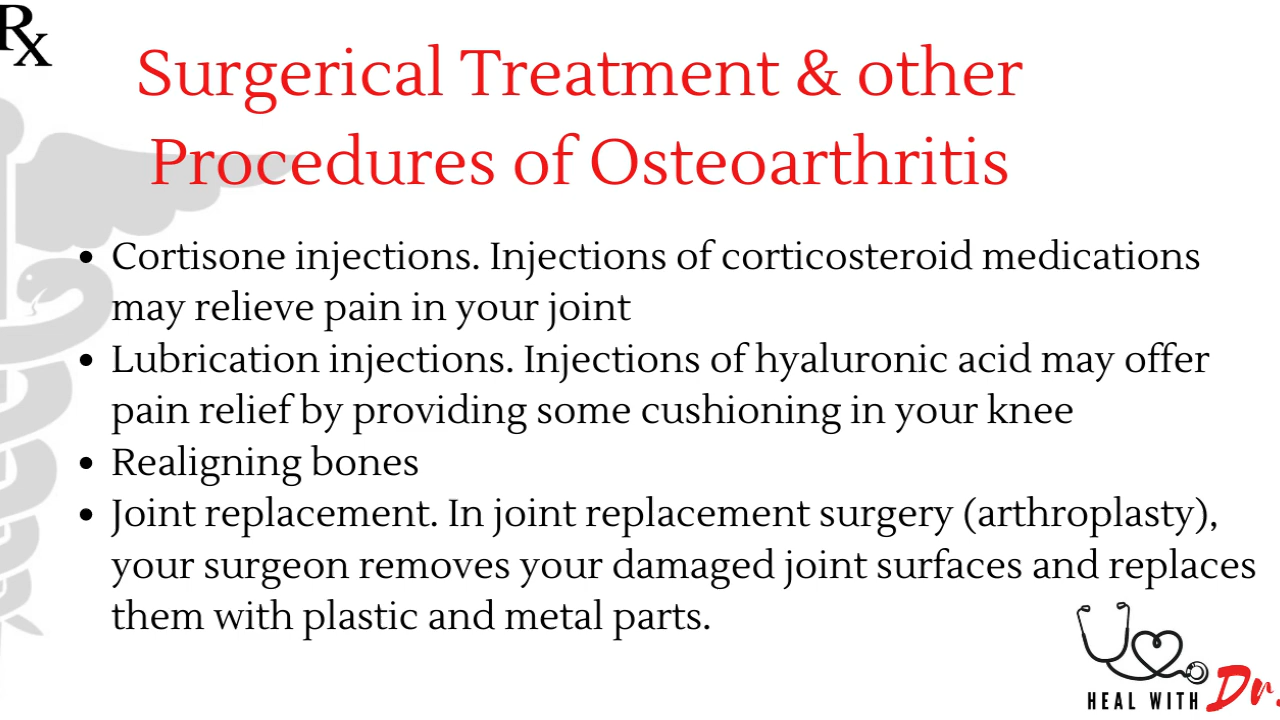 Rx
Surgerical Treatment & other
Procedures of Osteoarthritis
• Cortisone injections. Injections of corticosteroid medications
may relieve pain in your joint
• Lubrication injections. Injections of hyaluronic acid may offer
pain relief by providing some cushioning in your knee
• Realigning bones
• Joint replacement. In joint replacement surgery (arthroplasty),
your surgeon removes your damaged joint surfaces and replaces
them with plastic and metal parts.
HEAL WITH Dr.